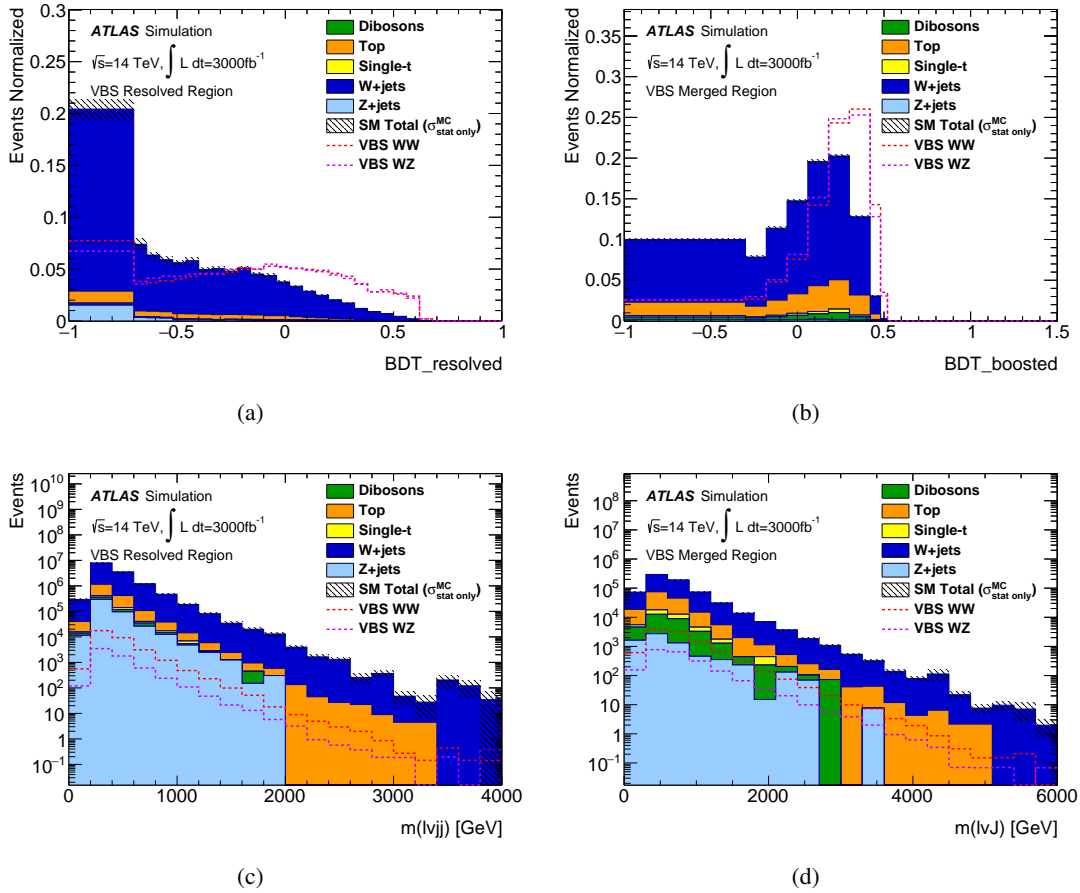 Events Normalized
0.3
0.25
0.2
0.15
0.1
0.05
0
ATLAS Simulation
√s=14 TeV, ∫ L dt=3000fb⁻¹
VBS Resolved Region
Dibosons
Top
Single-t
W+jets
Z+jets
SM Total (σ^MC_stat only)
VBS WW
VBS WZ
−1 −0.5 0 0.5 1
BDT_resolved
(a)
Events Normalized
0.35
0.3
0.25
0.2
0.15
0.1
0.05
0
ATLAS Simulation
√s=14 TeV, ∫ L dt=3000fb⁻¹
VBS Merged Region
Dibosons
Top
Single-t
W+jets
Z+jets
SM Total (σ^MC_stat only)
VBS WW
VBS WZ
−1 −0.5 0 0.5 1 1.5
BDT_boosted
(b)
Events
10¹⁰
10⁹
10⁸
10⁷
10⁶
10⁵
10⁴
10³
10²
10
1
10⁻¹
ATLAS Simulation
√s=14 TeV, ∫ L dt=3000fb⁻¹
VBS Resolved Region
Dibosons
Top
Single-t
W+jets
Z+jets
SM Total (σ^MC_stat only)
VBS WW
VBS WZ
0 1000 2000 3000 4000
m(lvjj) [GeV]
(c)
Events
10⁸
10⁷
10⁶
10⁵
10⁴
10³
10²
10
1
10⁻¹
ATLAS Simulation
√s=14 TeV, ∫ L dt=3000fb⁻¹
VBS Merged Region
Dibosons
Top
Single-t
W+jets
Z+jets
SM Total (σ^MC_stat only)
VBS WW
VBS WZ
0 2000 4000 6000
m(lvJ) [GeV]
(d)